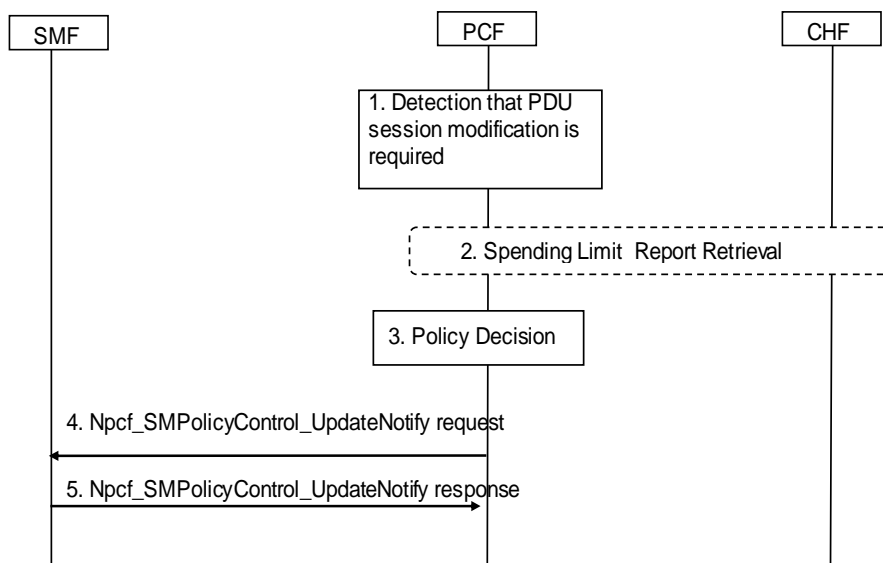 SMF
PCF
CHF
1. Detection that PDU
session modification is
required
2. Spending Limit Report Retrieval
3. Policy Decision
4. Npcf_SMPolicyControl_UpdateNotify request
5. Npcf_SMPolicyControl_UpdateNotify response